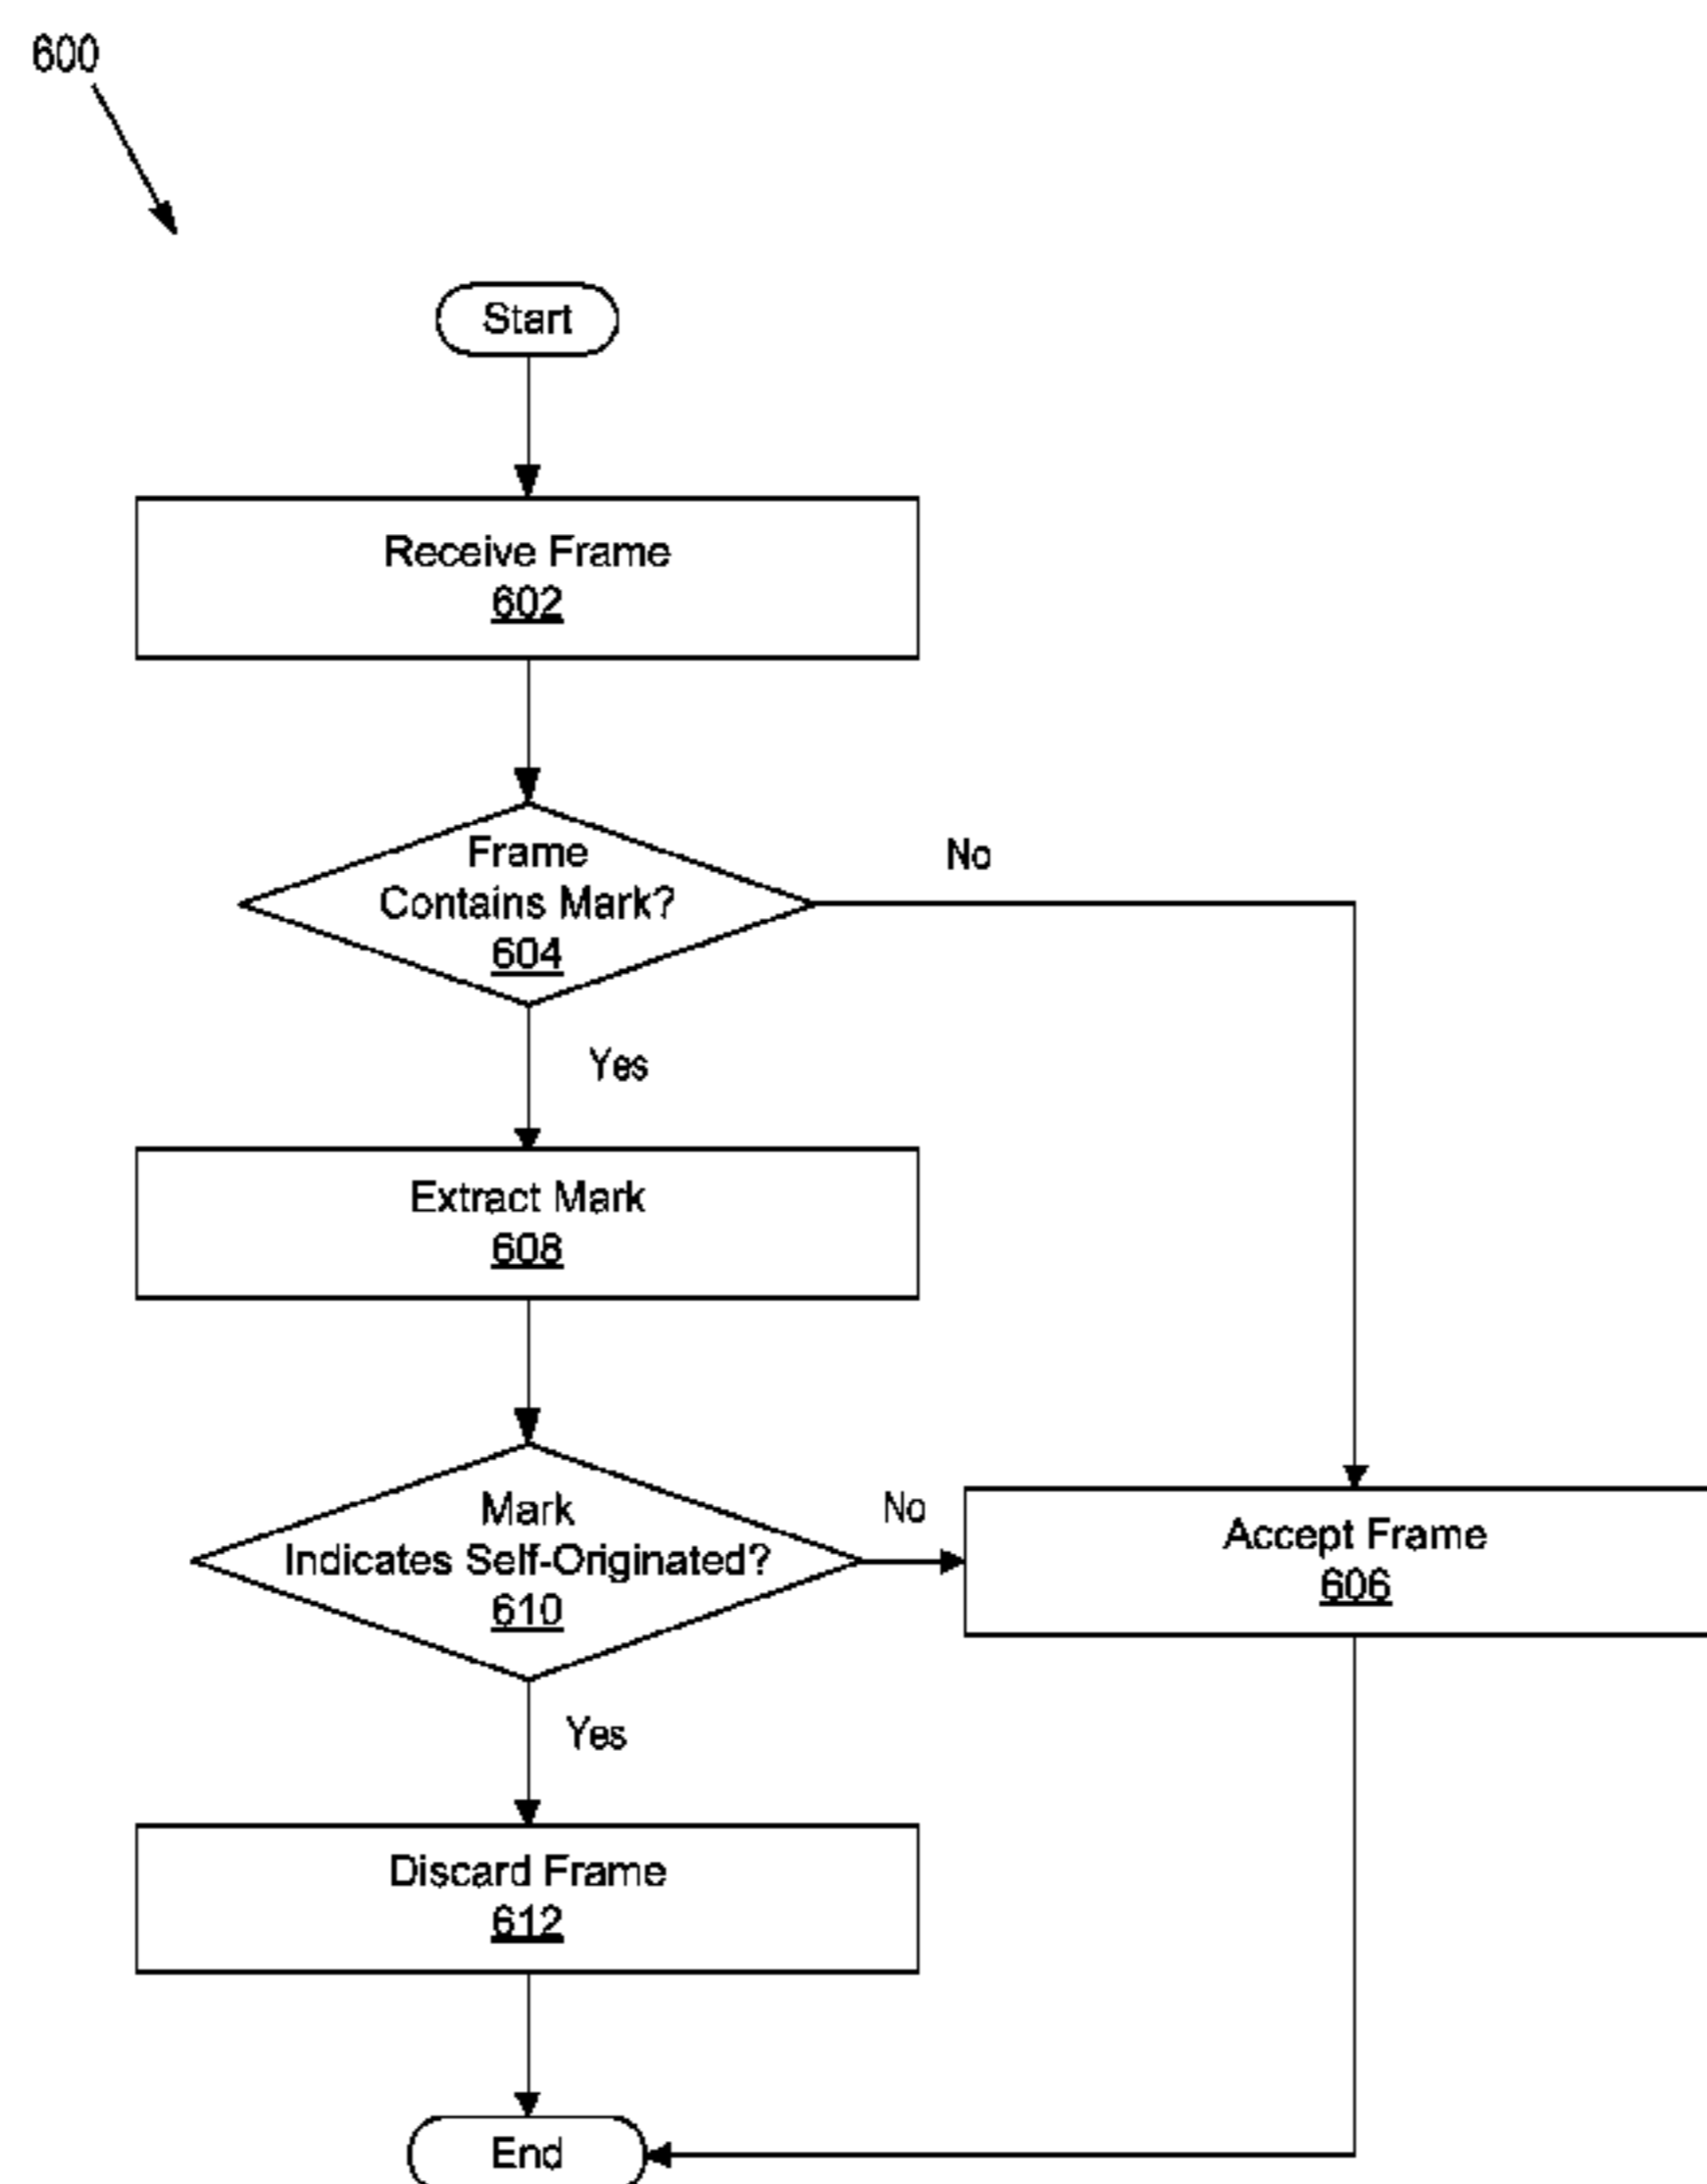 600
Start
Receive Frame
602
Frame
Contains Mark?
604
No
Yes
Extract Mark
608
Mark
Indicates Self-Originated?
610
No
Accept Frame
606
Yes
Discard Frame
612
End